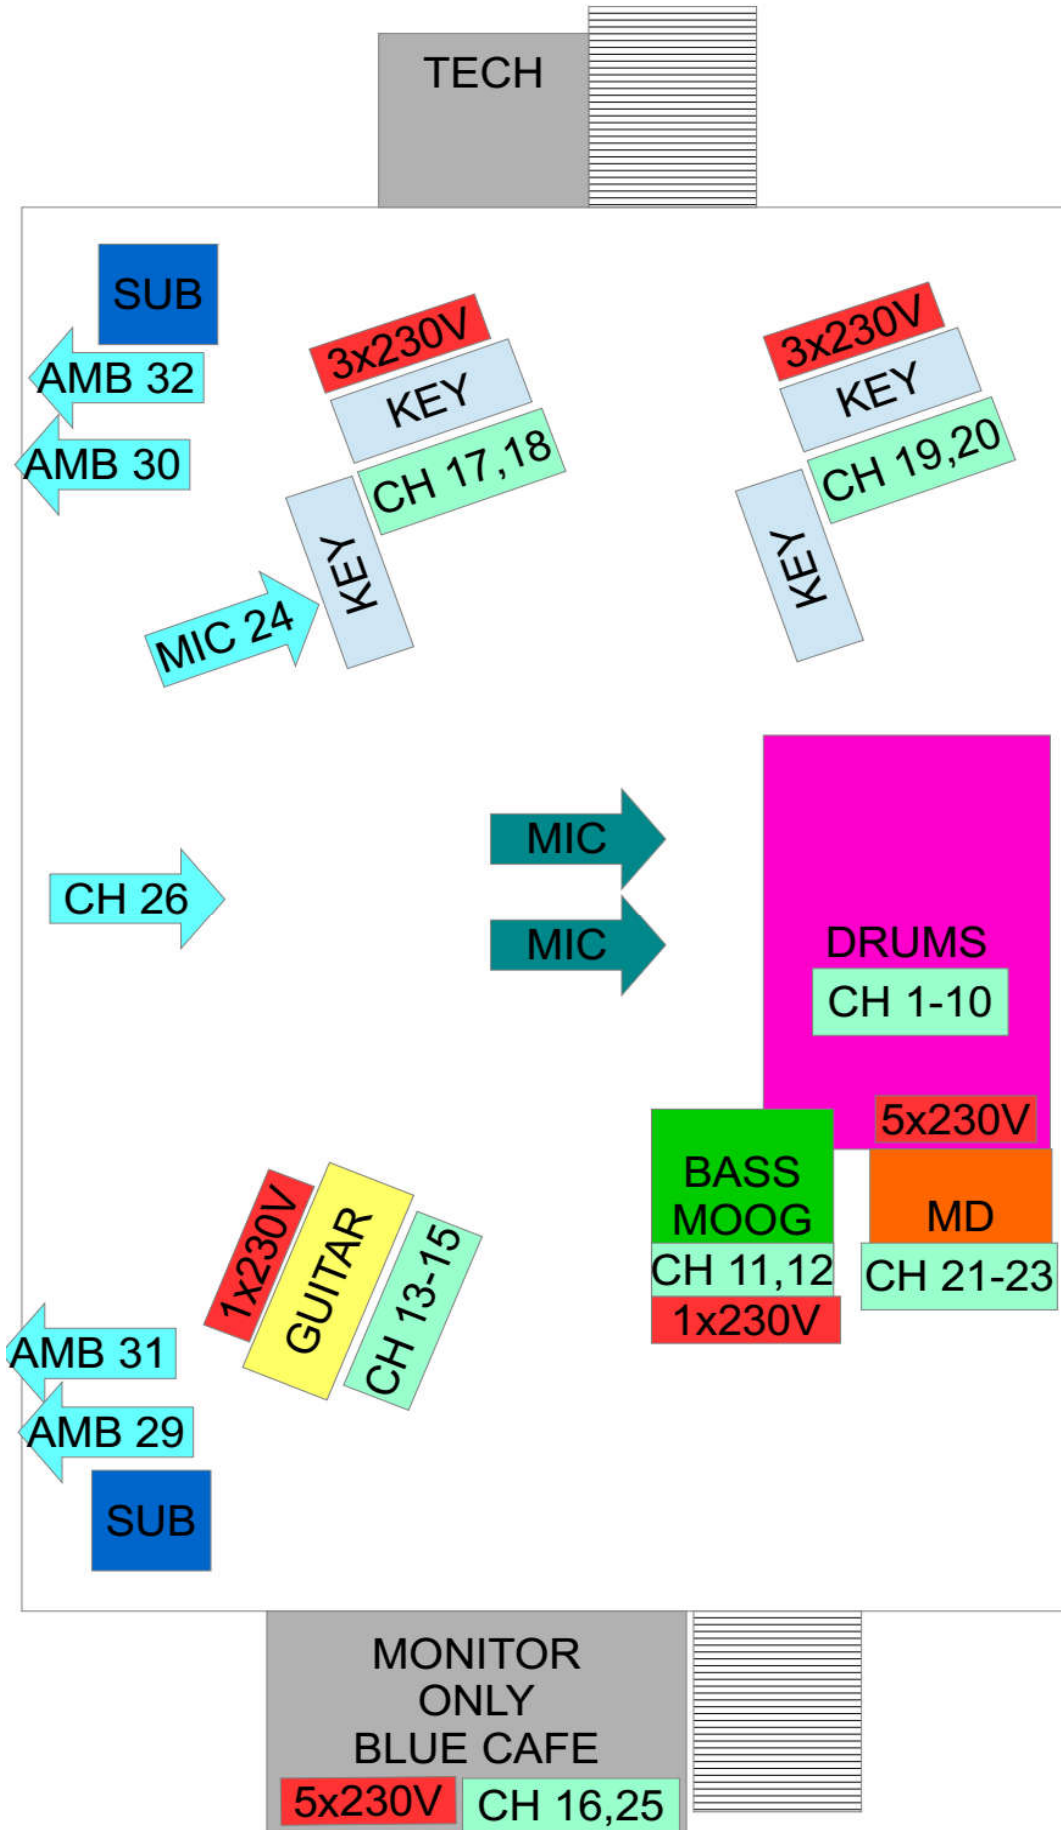 TECH
SUB
AMB 32
AMB 30
3x230V
KEY
CH 17,18
KEY
MIC 24
3x230V
KEY
CH 19,20
KEY
MIC
CH 26
MIC
DRUMS
CH 1-10
5x230V
BASS
MOOG
CH 11,12
1x230V
MD
CH 21-23
1x230V
GUITAR
CH 13-15
AMB 31
AMB 29
SUB
MONITOR
ONLY
BLUE CAFE
5x230V
CH 16,25